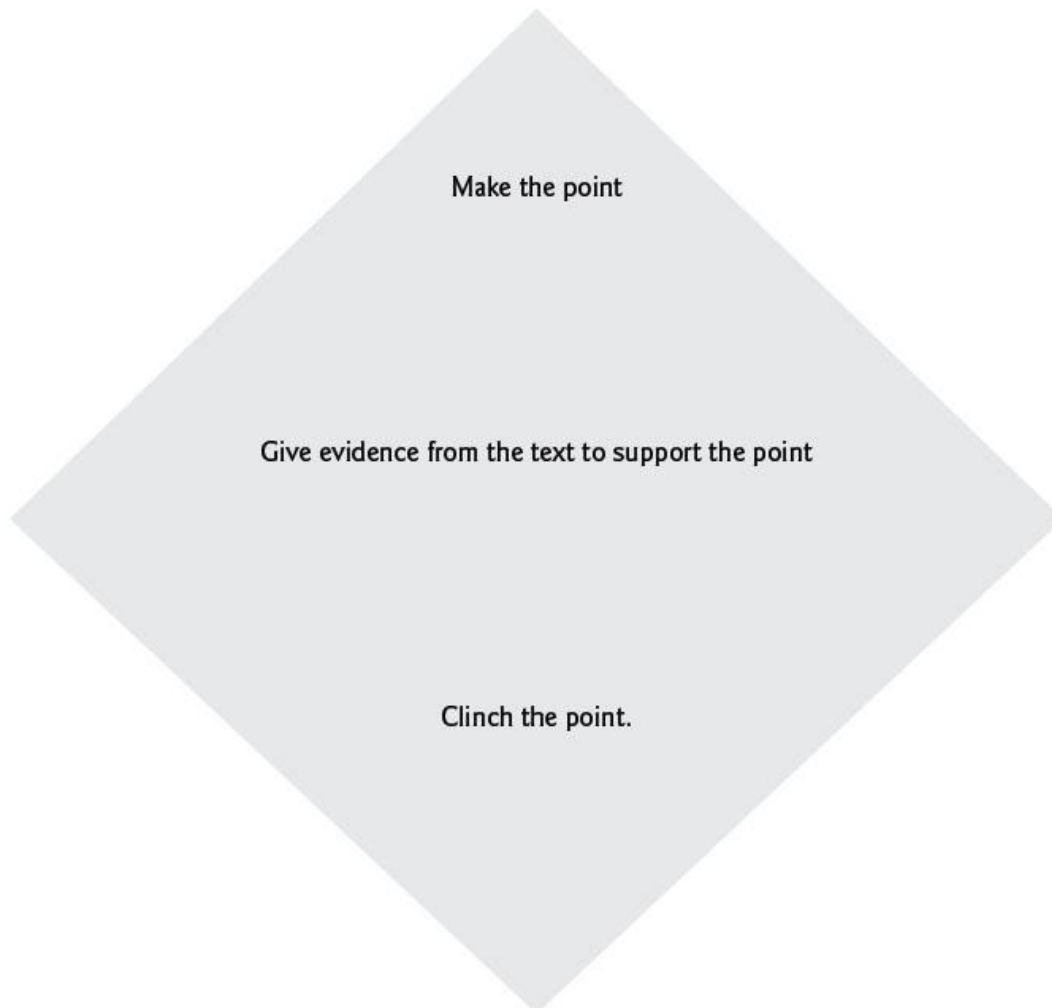 Make the point
Give evidence from the text to support the point
Clinch the point.